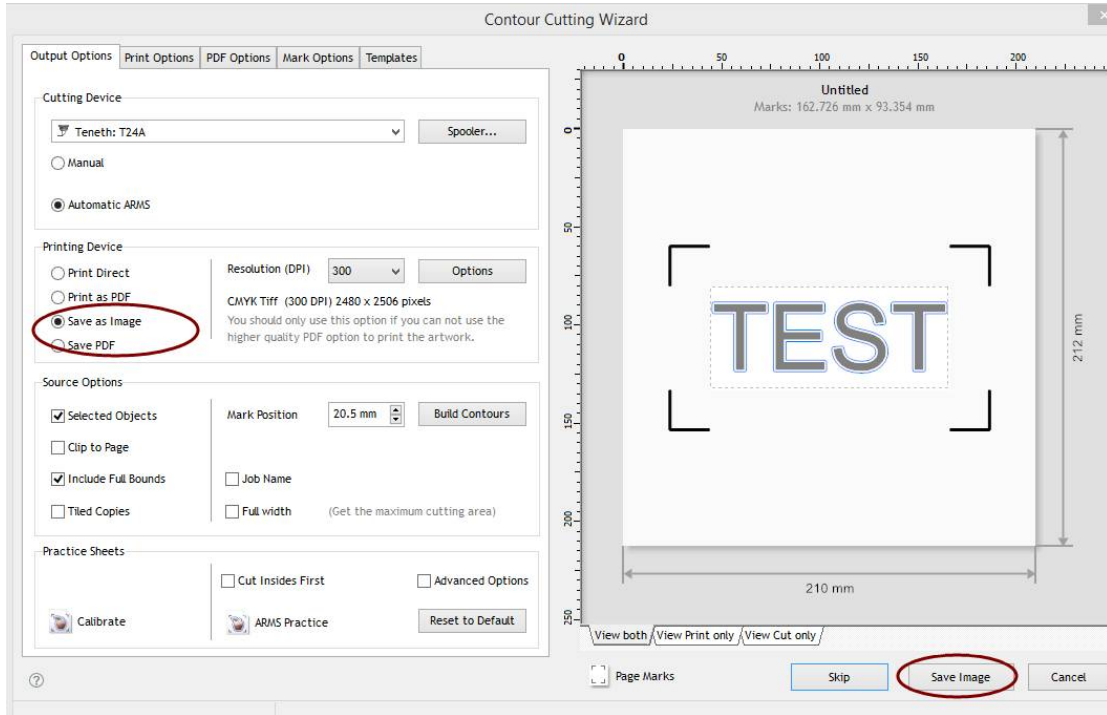 Contour Cutting Wizard
Output Options Print Options PDF Options Mark Options Templates
Cutting Device
Teneth: T24A
Spooler...
Manual
Automatic ARMS
Printing Device
Print Direct
Print as PDF
Save as Image
Save PDF
Resolution (DPI) 300 Options
CMYK Tiff (300 DPI) 2480 x 2506 pixels
You should only use this option if you can not use the
higher quality PDF option to print the artwork.
Source Options
Selected Objects
Mark Position 20.5 mm Build Contours
Clip to Page
Include Full Bounds
Job Name
Tiled Copies
Full width (Get the maximum cutting area)
Practice Sheets
Cut Insides First
Advanced Options
Calibrate
ARMS Practice
Reset to Default
0 50 100 150 200
Untitled
Marks: 162.726 mm x 93.354 mm
0
50
100
150
200
250
TEST
212 mm
210 mm
View both View Print only View Cut only
Page Marks
Skip
Save Image
Cancel